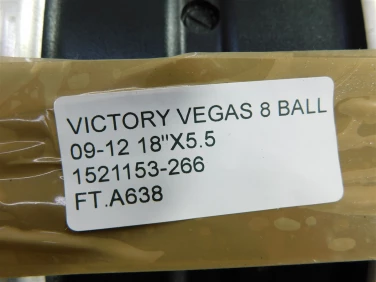 VICTORY VEGAS 8 BALL
09-12 18"X5.5
1521153-266
FT.A638